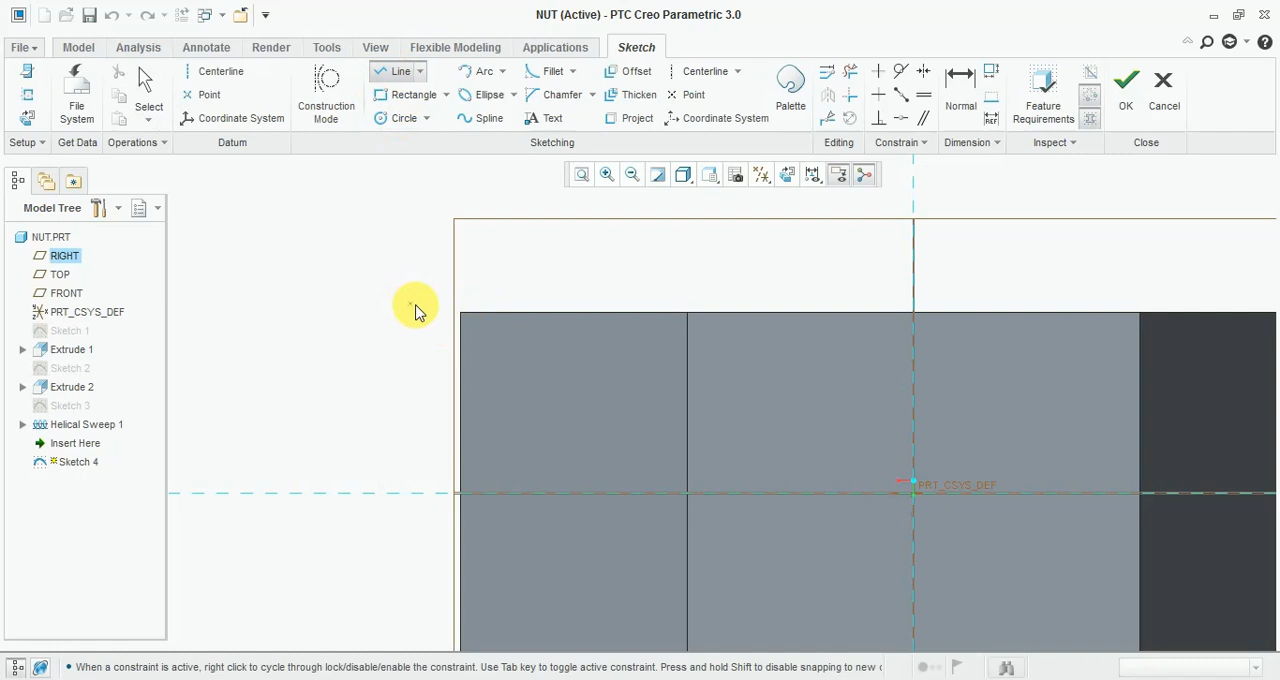 NUT (Active) - PTC Creo Parametric 3.0
File Model Analysis Annotate Render Tools View Flexible Modeling Applications Sketch
Line Arc Fillet Offset Centerline
Centerline
Rectangle Ellipse Chamfer Thicken Point
Point
Circle Spline Text Project Coordinate System
Coordinate System
File System
Select
Construction Mode
Palette
Normal
Feature Requirements
OK
Cancel
Setup Get Data Operations Datum Sketching Editing Constrain Dimension Inspect Close
Model Tree
NUT.PRT
RIGHT
TOP
FRONT
PRT_CSYS_DEF
Sketch 1
Extrude 1
Sketch 2
Extrude 2
Sketch 3
Helical Sweep 1
Insert Here
Sketch 4
PRT_CSYS_DEF
• When a constraint is active, right click to cycle through lock/disable/enable the constraint. Use Tab key to toggle active constraint. Press and hold Shift to disable snapping to new